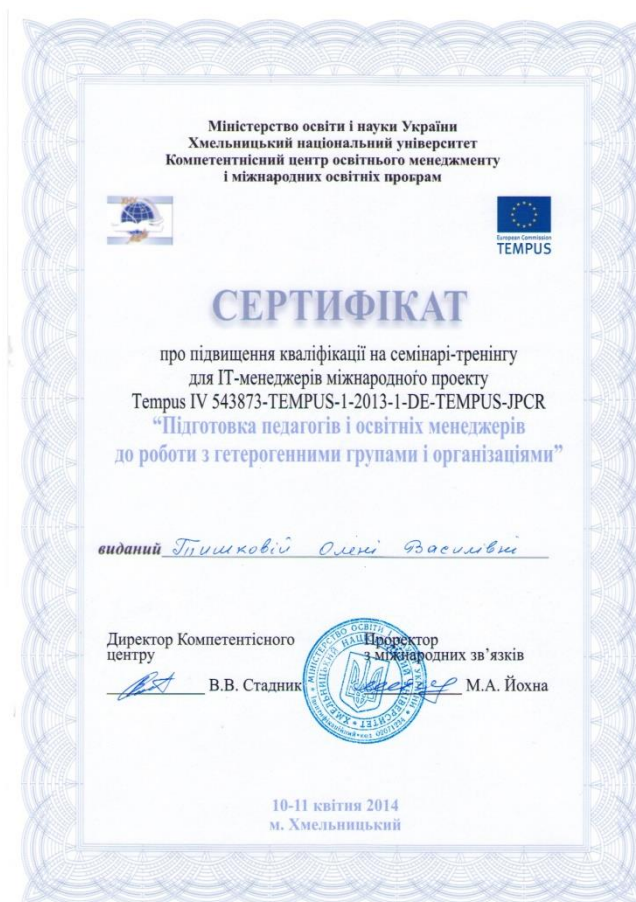 Міністерство освіти і науки України
Хмельницький національний університет
Компетентнісний центр освітнього менеджменту
і міжнародних освітніх програм
European Commission
TEMPUS
СЕРТИФІКАТ
про підвищення кваліфікації на семінарі-тренінгу
для ІТ-менеджерів міжнародного проекту
Tempus IV 543873-TEMPUS-1-2013-1-DE-TEMPUS-JPCR
“Підготовка педагогів і освітніх менеджерів
до роботи з гетерогенними групами і організаціями”
виданий Олені Василівні
Директор Компетентісного
центру
В.В. Стадник
Проректор
з міжнародних зв’язків
М.А. Йохна
10-11 квітня 2014
м. Хмельницький